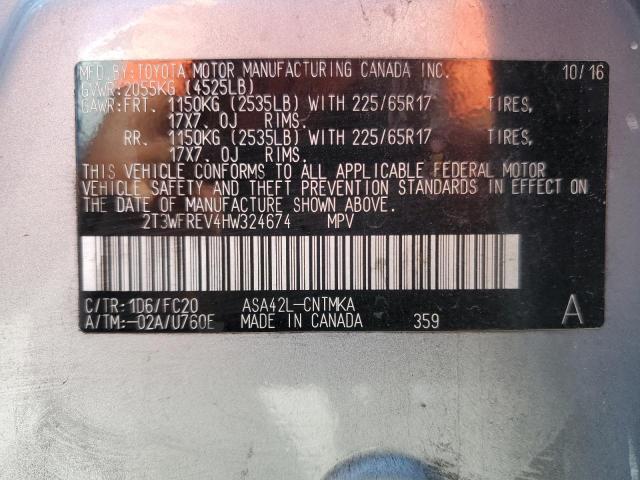 MFD. BY: TOYOTA MOTOR MANUFACTURING CANADA INC. 10/16
GVWR: 2055KG (4525LB)
GAWR: FRT. 1150KG (2535LB) WITH 225/65R17 TIRES,
17X7. 0J RIMS.
RR. 1150KG (2535LB) WITH 225/65R17 TIRES,
17X7. 0J RIMS.
THIS VEHICLE CONFORMS TO ALL APPLICABLE FEDERAL MOTOR
VEHICLE SAFETY AND THEFT PREVENTION STANDARDS IN EFFECT ON
THE DATE OF MANUFACTURE SHOWN ABOVE.
2T3WFREV4HW324674 MPV
C/TR: 1D6/FC20 ASA42L-CNTMKA
A/TM: -02A/U760E MADE IN CANADA 359 A